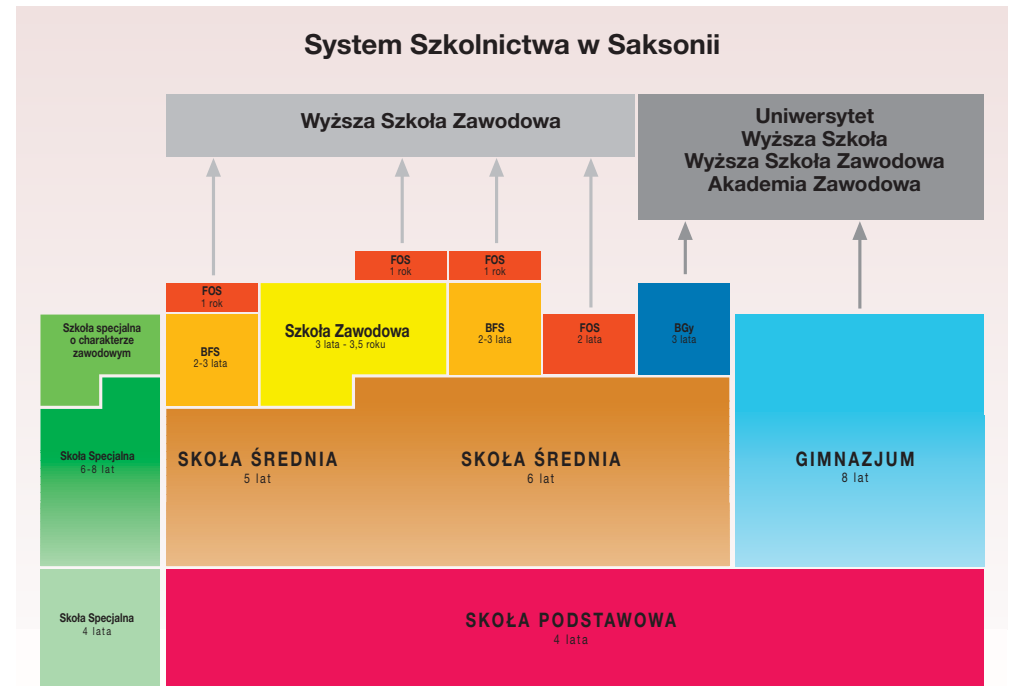 System Szkolnictwa w Saksonii
Wyższa Szkoła Zawodowa
Uniwersytet
Wyższa Szkoła
Wyższa Szkoła Zawodowa
Akademia Zawodowa
FOS
1 rok
FOS
1 rok
FOS
1 rok
Szkoła specjalna
o charakterze
zawodowym
BFS
2-3 lata
Szkoła Zawodowa
3 lata - 3,5 roku
BFS
2-3 lata
FOS
2 lata
BGy
3 lata
Skoła Specjalna
6-8 lat
SKOŁA ŚREDNIA
5 lat
SKOŁA ŚREDNIA
6 lat
GIMNAZJUM
8 lat
Skoła Specjalna
4 lata
SKOŁA PODSTAWOWA
4 lata